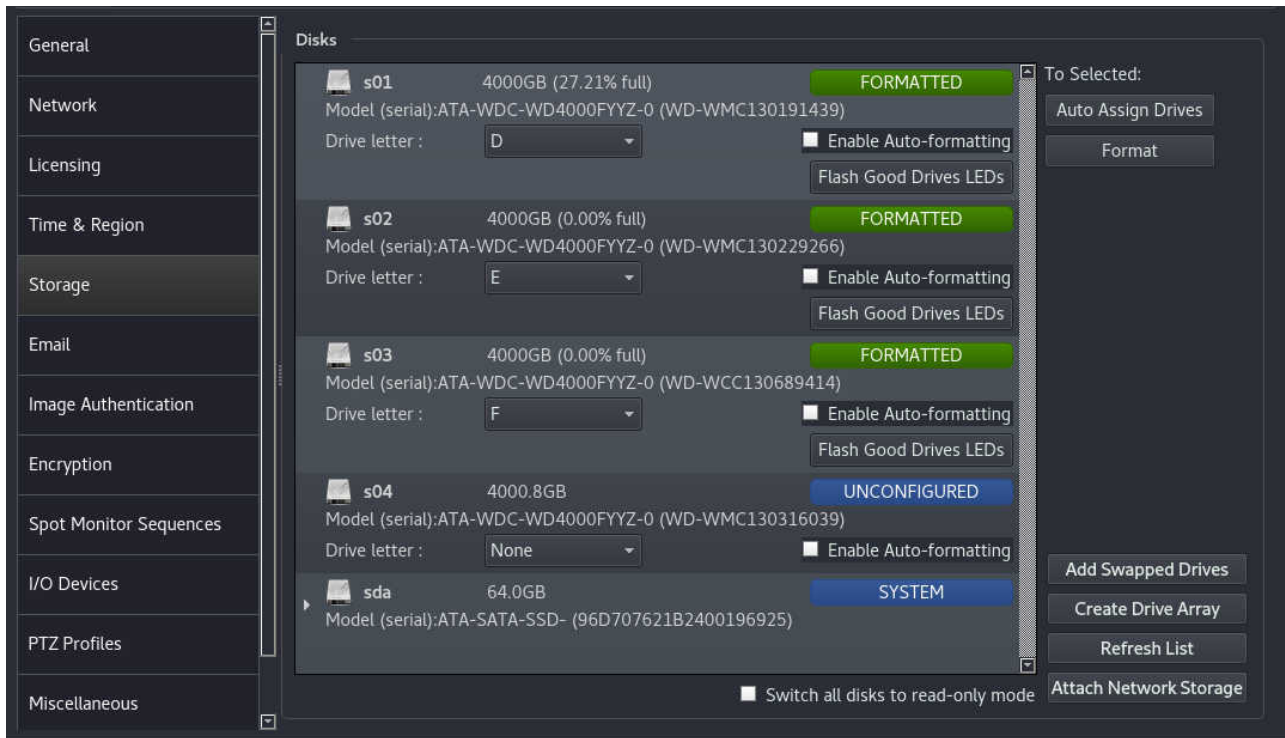 General
Network
Licensing
Time & Region
Storage
Email
Image Authentication
Encryption
Spot Monitor Sequences
I/O Devices
PTZ Profiles
Miscellaneous
Disks
s01 4000GB (27.21% full) FORMATTED
Model (serial):ATA-WDC-WD4000FYYZ-0 (WD-WMC130191439)
Drive letter : D Enable Auto-formatting
Flash Good Drives LEDs
s02 4000GB (0.00% full) FORMATTED
Model (serial):ATA-WDC-WD4000FYYZ-0 (WD-WMC130229266)
Drive letter : E Enable Auto-formatting
Flash Good Drives LEDs
s03 4000GB (0.00% full) FORMATTED
Model (serial):ATA-WDC-WD4000FYYZ-0 (WD-WCC130689414)
Drive letter : F Enable Auto-formatting
Flash Good Drives LEDs
s04 4000.8GB UNCONFIGURED
Model (serial):ATA-WDC-WD4000FYYZ-0 (WD-WMC130316039)
Drive letter : None Enable Auto-formatting
sda 64.0GB SYSTEM
Model (serial):ATA-SATA-SSD- (96D707621B2400196925)
Switch all disks to read-only mode
To Selected:
Auto Assign Drives
Format
Add Swapped Drives
Create Drive Array
Refresh List
Attach Network Storage